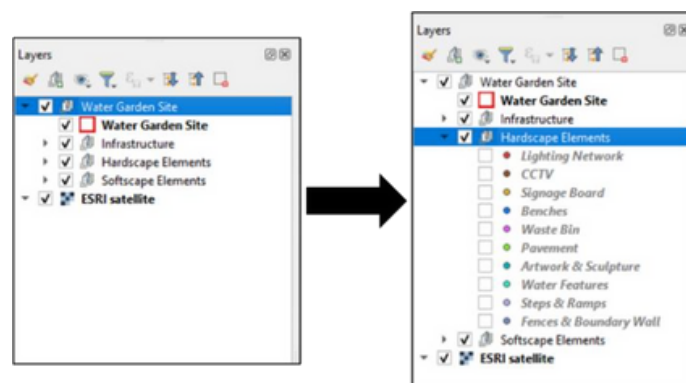 Layers
Water Garden Site
Water Garden Site
Infrastructure
Hardscape Elements
Softscape Elements
ESRI satellite
Layers
Water Garden Site
Water Garden Site
Infrastructure
Hardscape Elements
Lighting Network
CCTV
Signage Board
Benches
Waste Bin
Pavement
Artwork & Sculpture
Water Features
Steps & Ramps
Fences & Boundary Wall
Softscape Elements
ESRI satellite